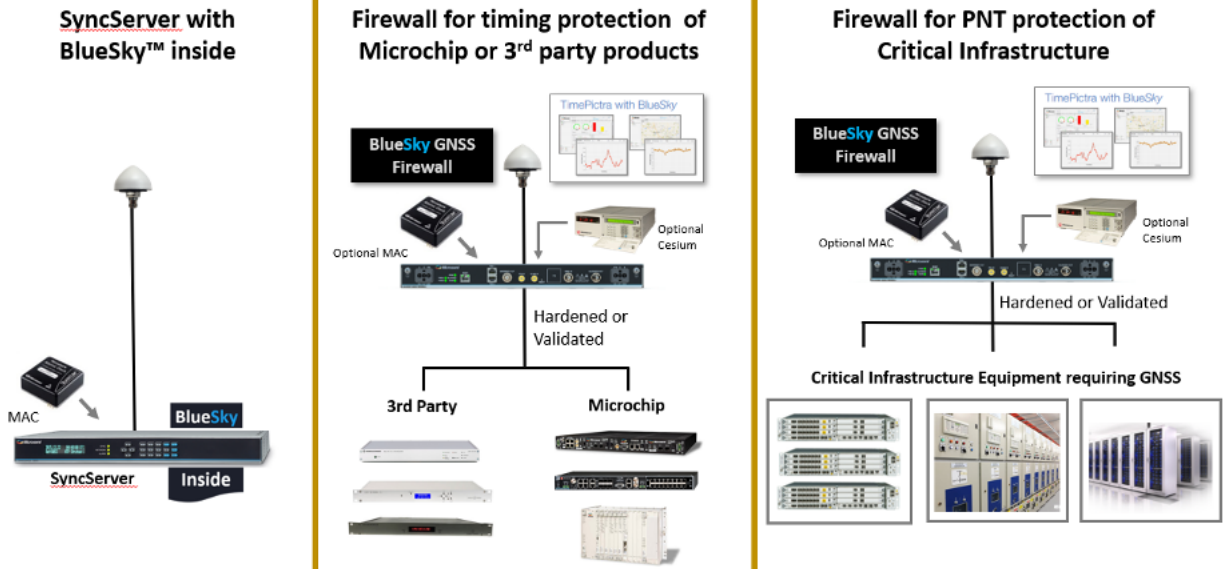 SyncServer with
BlueSky™ inside
MAC
BlueSky
Inside
SyncServer
Firewall for timing protection of
Microchip or 3rd party products
TimePictra with BlueSky
BlueSky GNSS
Firewall
Optional MAC
Optional
Cesium
Hardened or
Validated
3rd Party
Microchip
Firewall for PNT protection of
Critical Infrastructure
TimePictra with BlueSky
BlueSky GNSS
Firewall
Optional MAC
Optional
Cesium
Hardened or Validated
Critical Infrastructure Equipment requiring GNSS